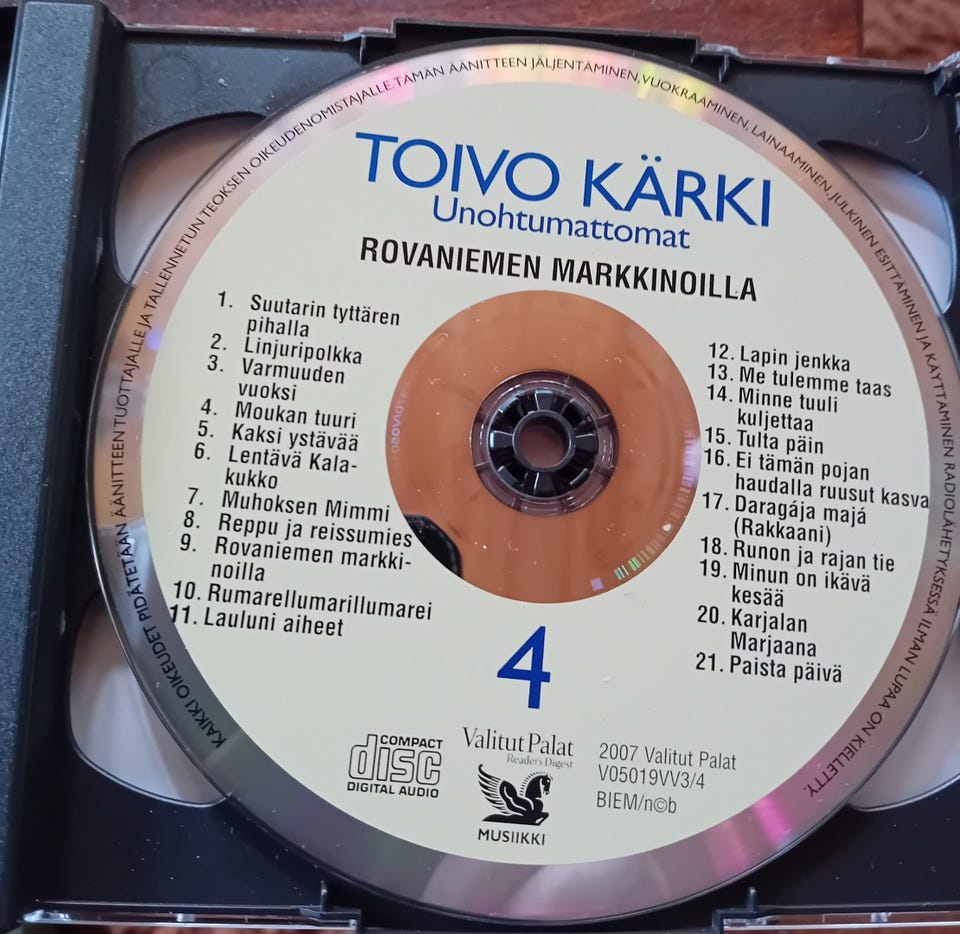 KAIKKI OIKEUDET PIDÄTETÄÄN ÄÄNITTEEN TUOTTAJALLE JA TALLENNETUN TEOKSEN OIKEUDENOMISTAJALLE. TÄMÄN ÄÄNITTEEN JÄLJENTÄMINEN, VUOKRAAMINEN, LAINAAMINEN, JULKINEN ESITTÄMINEN JA KÄYTTÄMINEN RADIOLÄHETYKSESSÄ ILMAN LUPAA ON KIELLETTY.
TOIVO KÄRKI
Unohtumattomat
ROVANIEMEN MARKKINOILLA
1. Suutarin tyttären
pihalla
2. Linjuripolkka
3. Varmuuden
vuoksi
4. Moukan tuuri
5. Kaksi ystävää
6. Lentävä Kala-
kukko
7. Muhoksen Mimmi
8. Reppu ja reissumies
9. Rovaniemen markki-
noilla
10. Rumarellumarillumarei
11. Lauluni aiheet
12. Lapin jenkka
13. Me tulemme taas
14. Minne tuuli
kuljettaa
15. Tulta päin
16. Ei tämän pojan
haudalla ruusut kasva
17. Daragája majá
(Rakkaani)
18. Runon ja rajan tie
19. Minun on ikävä
kesää
20. Karjalan
Marjaana
21. Paista päivä
4
COMPACT
disc
DIGITAL AUDIO
Valitut Palat
Reader's Digest
MUSIIKKI
2007 Valitut Palat
V05019VV3/4
BIEM/n©b